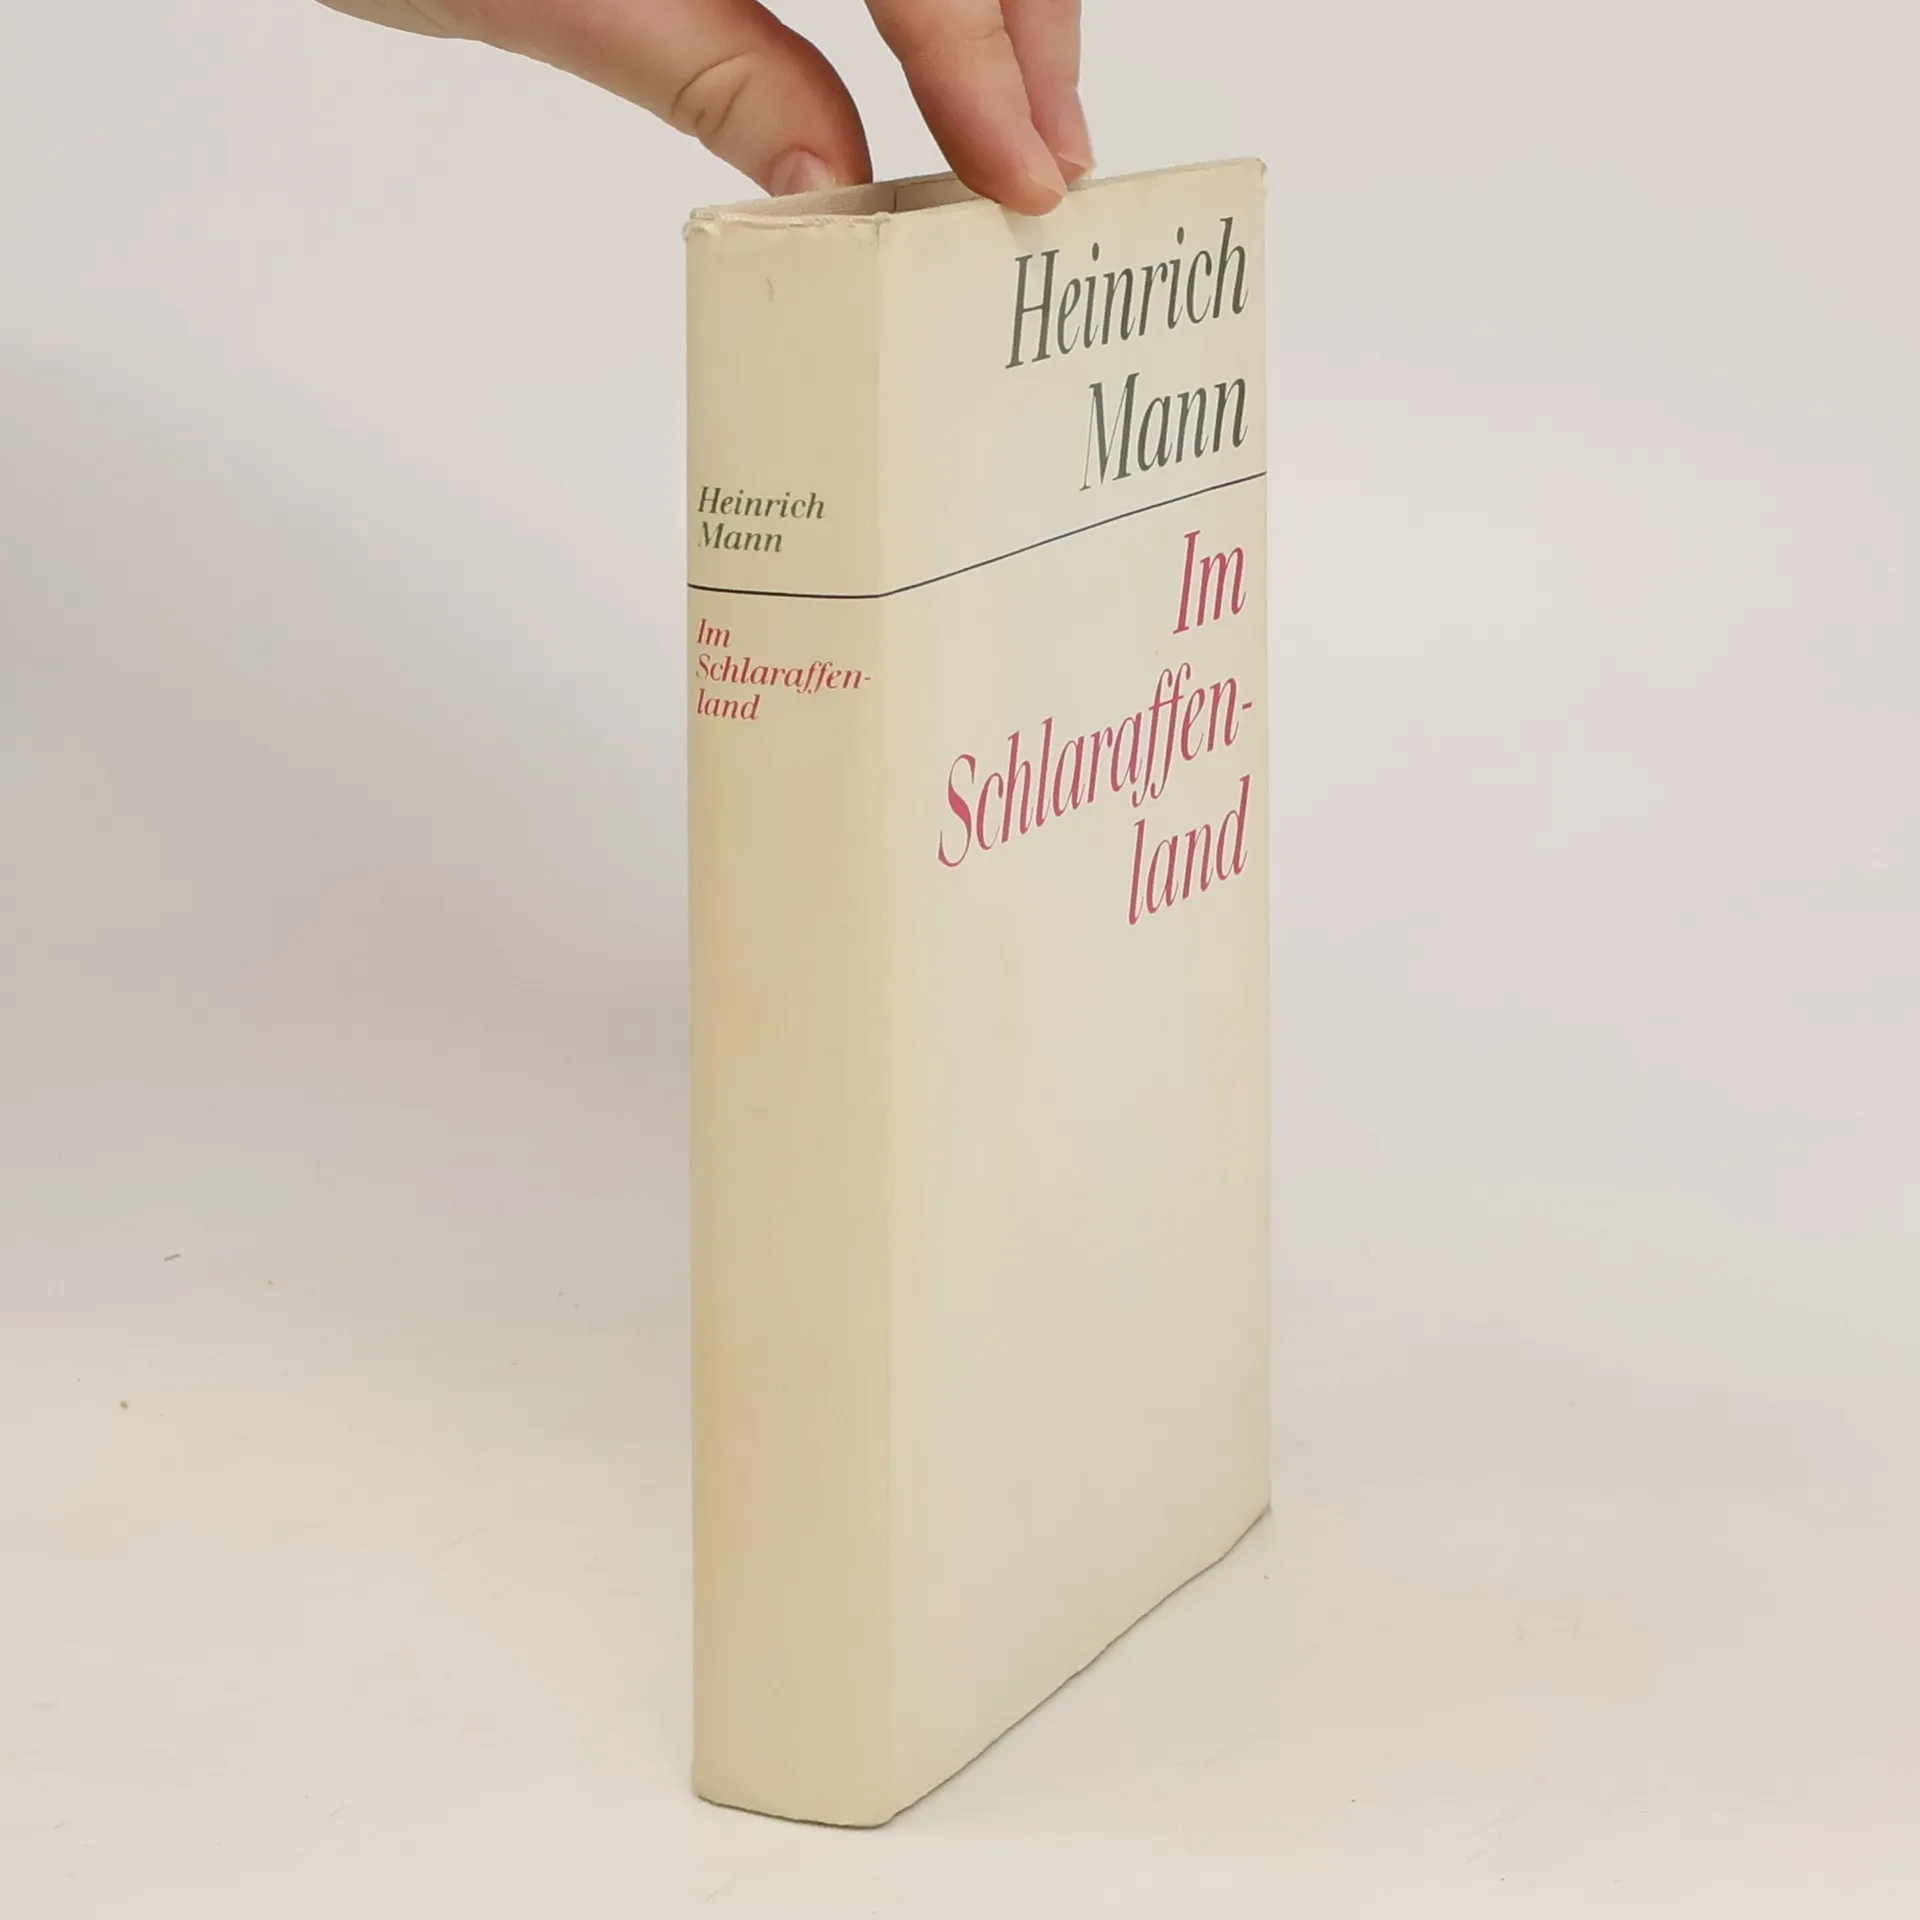 Heinrich
Mann
Im
Schlaraffen-
land
Heinrich
Mann
Im
Schlaraffen-
land